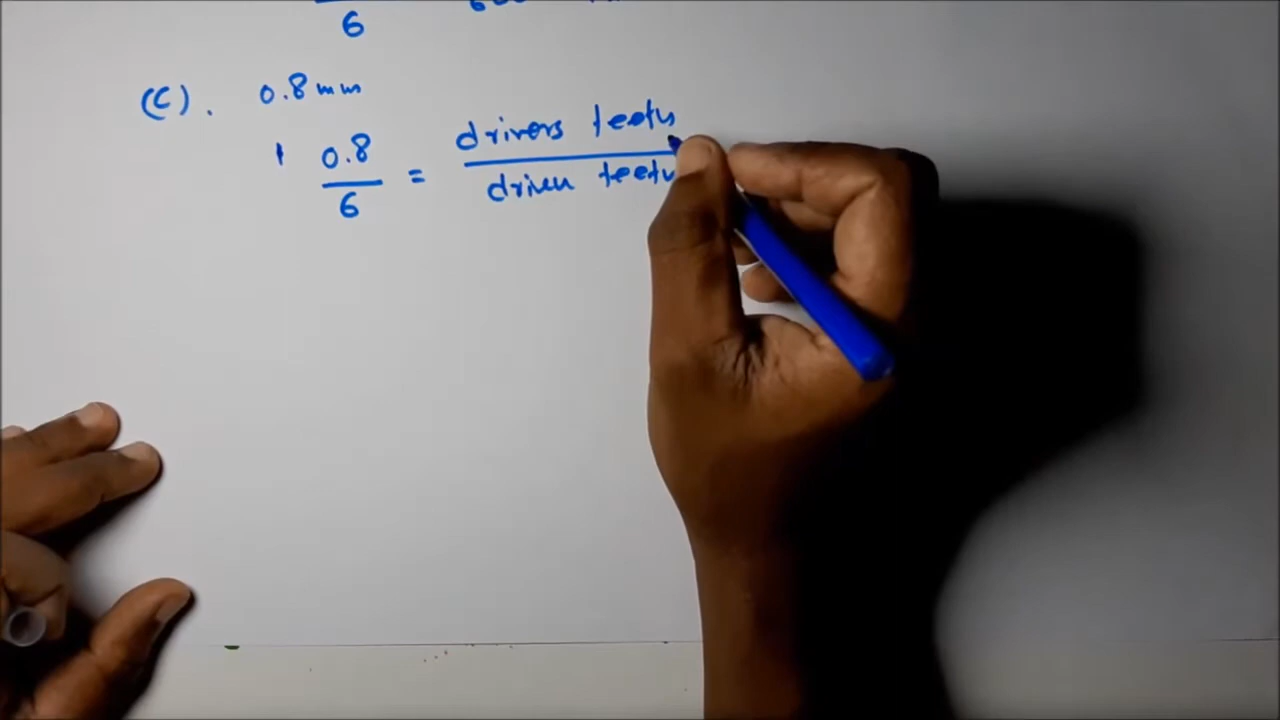 6
(C). 0.8 mm
0.8 / 6 = drivers teeth / driven teeth